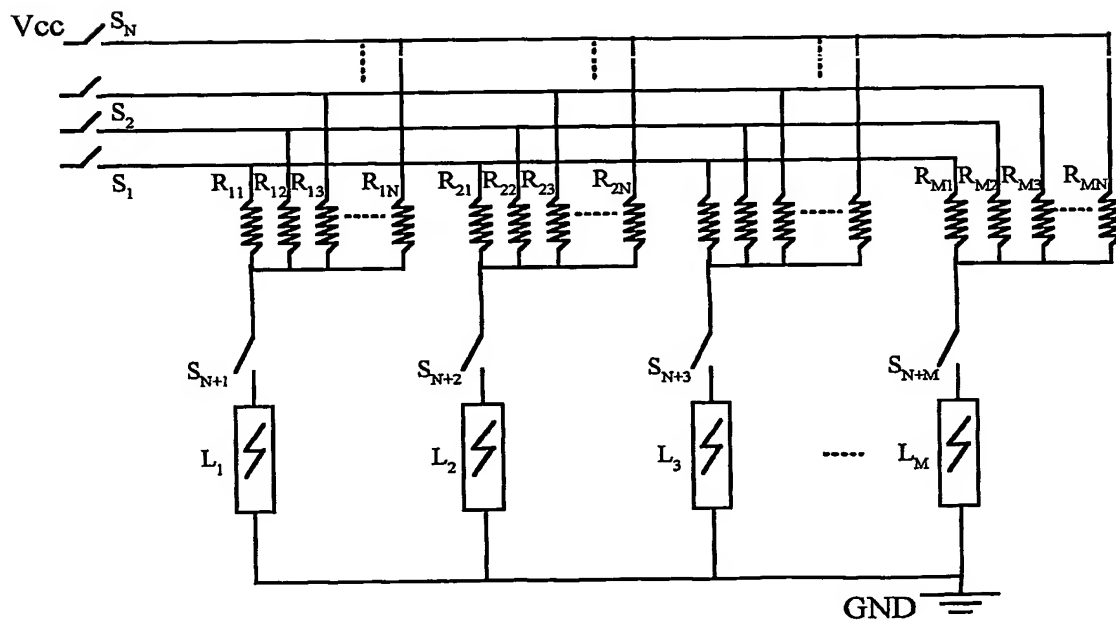 Vcc S_N
S_2
S_1
R_11 R_12 R_13 R_1N R_21 R_22 R_23 R_2N R_M1 R_M2 R_M3 R_MN
S_N+1 S_N+2 S_N+3 S_N+M
L_1 L_2 L_3 L_M
GND